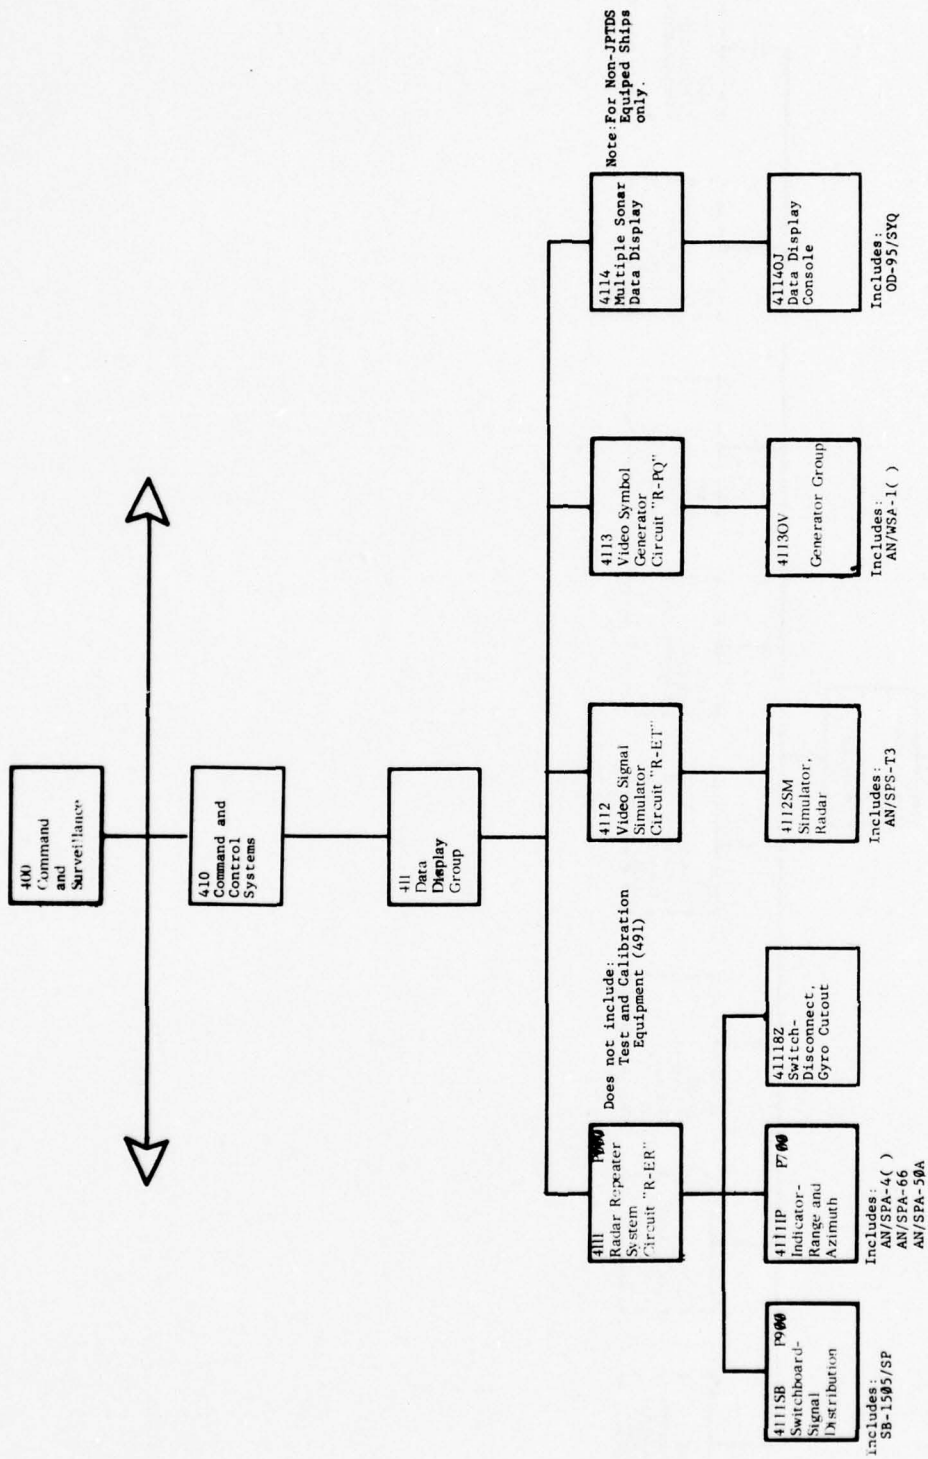 400
Command
and
Surveillance
410
Command and
Control
Systems
411
Data
Display
Group
4111
Radar Repeater
System
Circuit "R-ER"
Does not include:
Test and Calibration
Equipment (491)
4112
Video Signal
Simulator
Circuit "R-ET"
4113
Video Symbol
Generator
Circuit "R-PQ"
4114
Multiple Sonar
Data Display
Note:For Non-JPTDS
Equiped Ships
only.
4111SB P900
Switchboard-
Signal
Distribution
Includes:
SB-1505/SP
4111IP P700
Indicator-
Range and
Azimuth
Includes:
AN/SPA-4( )
AN/SPA-66
AN/SPA-50A
41118Z
Switch-
Disconnect,
Gyro Cutout
4112SM
Simulator,
Radar
Includes:
AN/SPS-T3
4113OV
Generator Group
Includes:
AN/WSA-1( )
4114OJ
Data Display
Console
Includes:
OD-95/SYQ